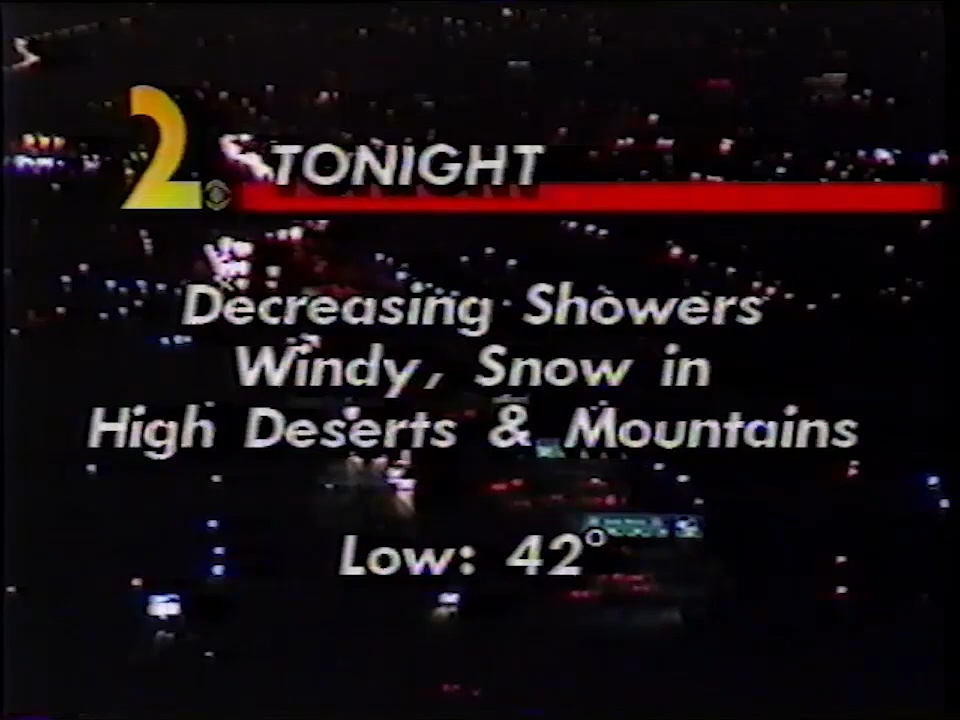 2 TONIGHT
Decreasing Showers
Windy, Snow in
High Deserts & Mountains
Low: 42°